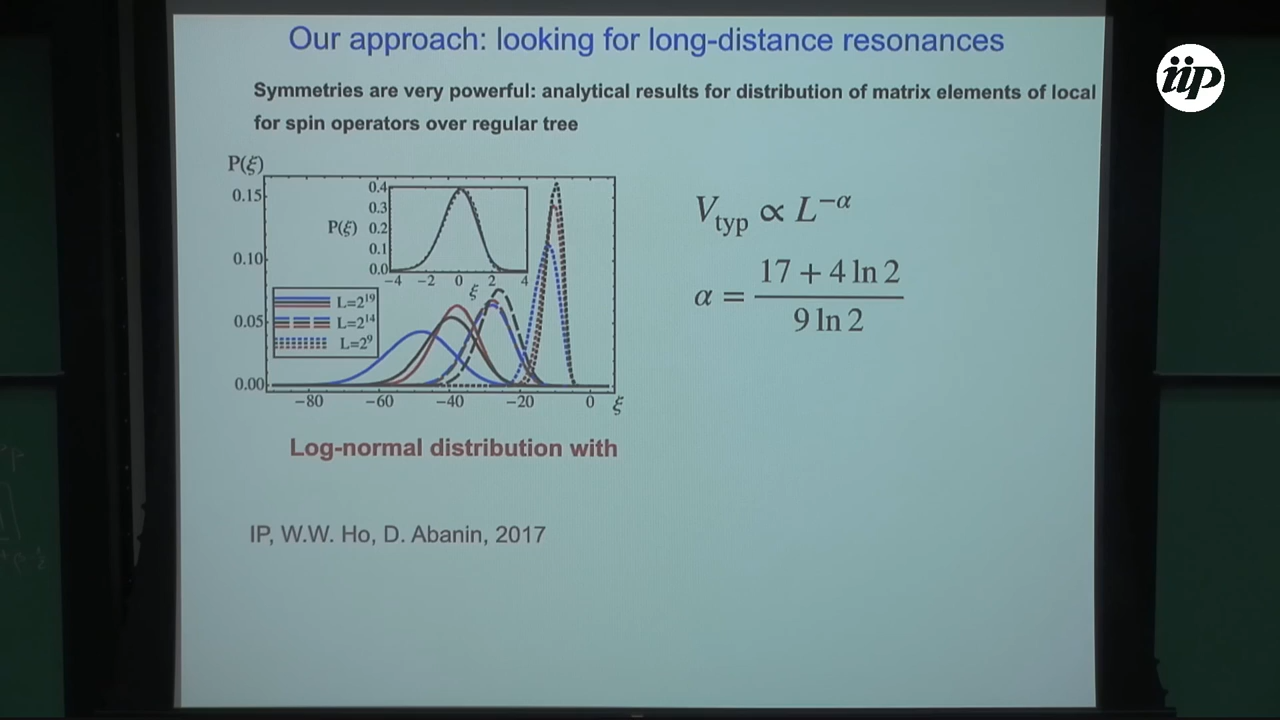 Our approach: looking for long-distance resonances
iip
Symmetries are very powerful: analytical results for distribution of matrix elements of local
for spin operators over regular tree
P(ξ)
0.15
0.10
0.05
0.00
−80 −60 −40 −20 0 ξ
P(ξ)
0.4
0.3
0.2
0.1
0.0
−4 −2 0 2 4
ξ
L=2^19
L=2^14
L=2^9
V_typ ∝ L^−α
α = (17 + 4 ln 2) / (9 ln 2)
Log-normal distribution with
IP, W.W. Ho, D. Abanin, 2017